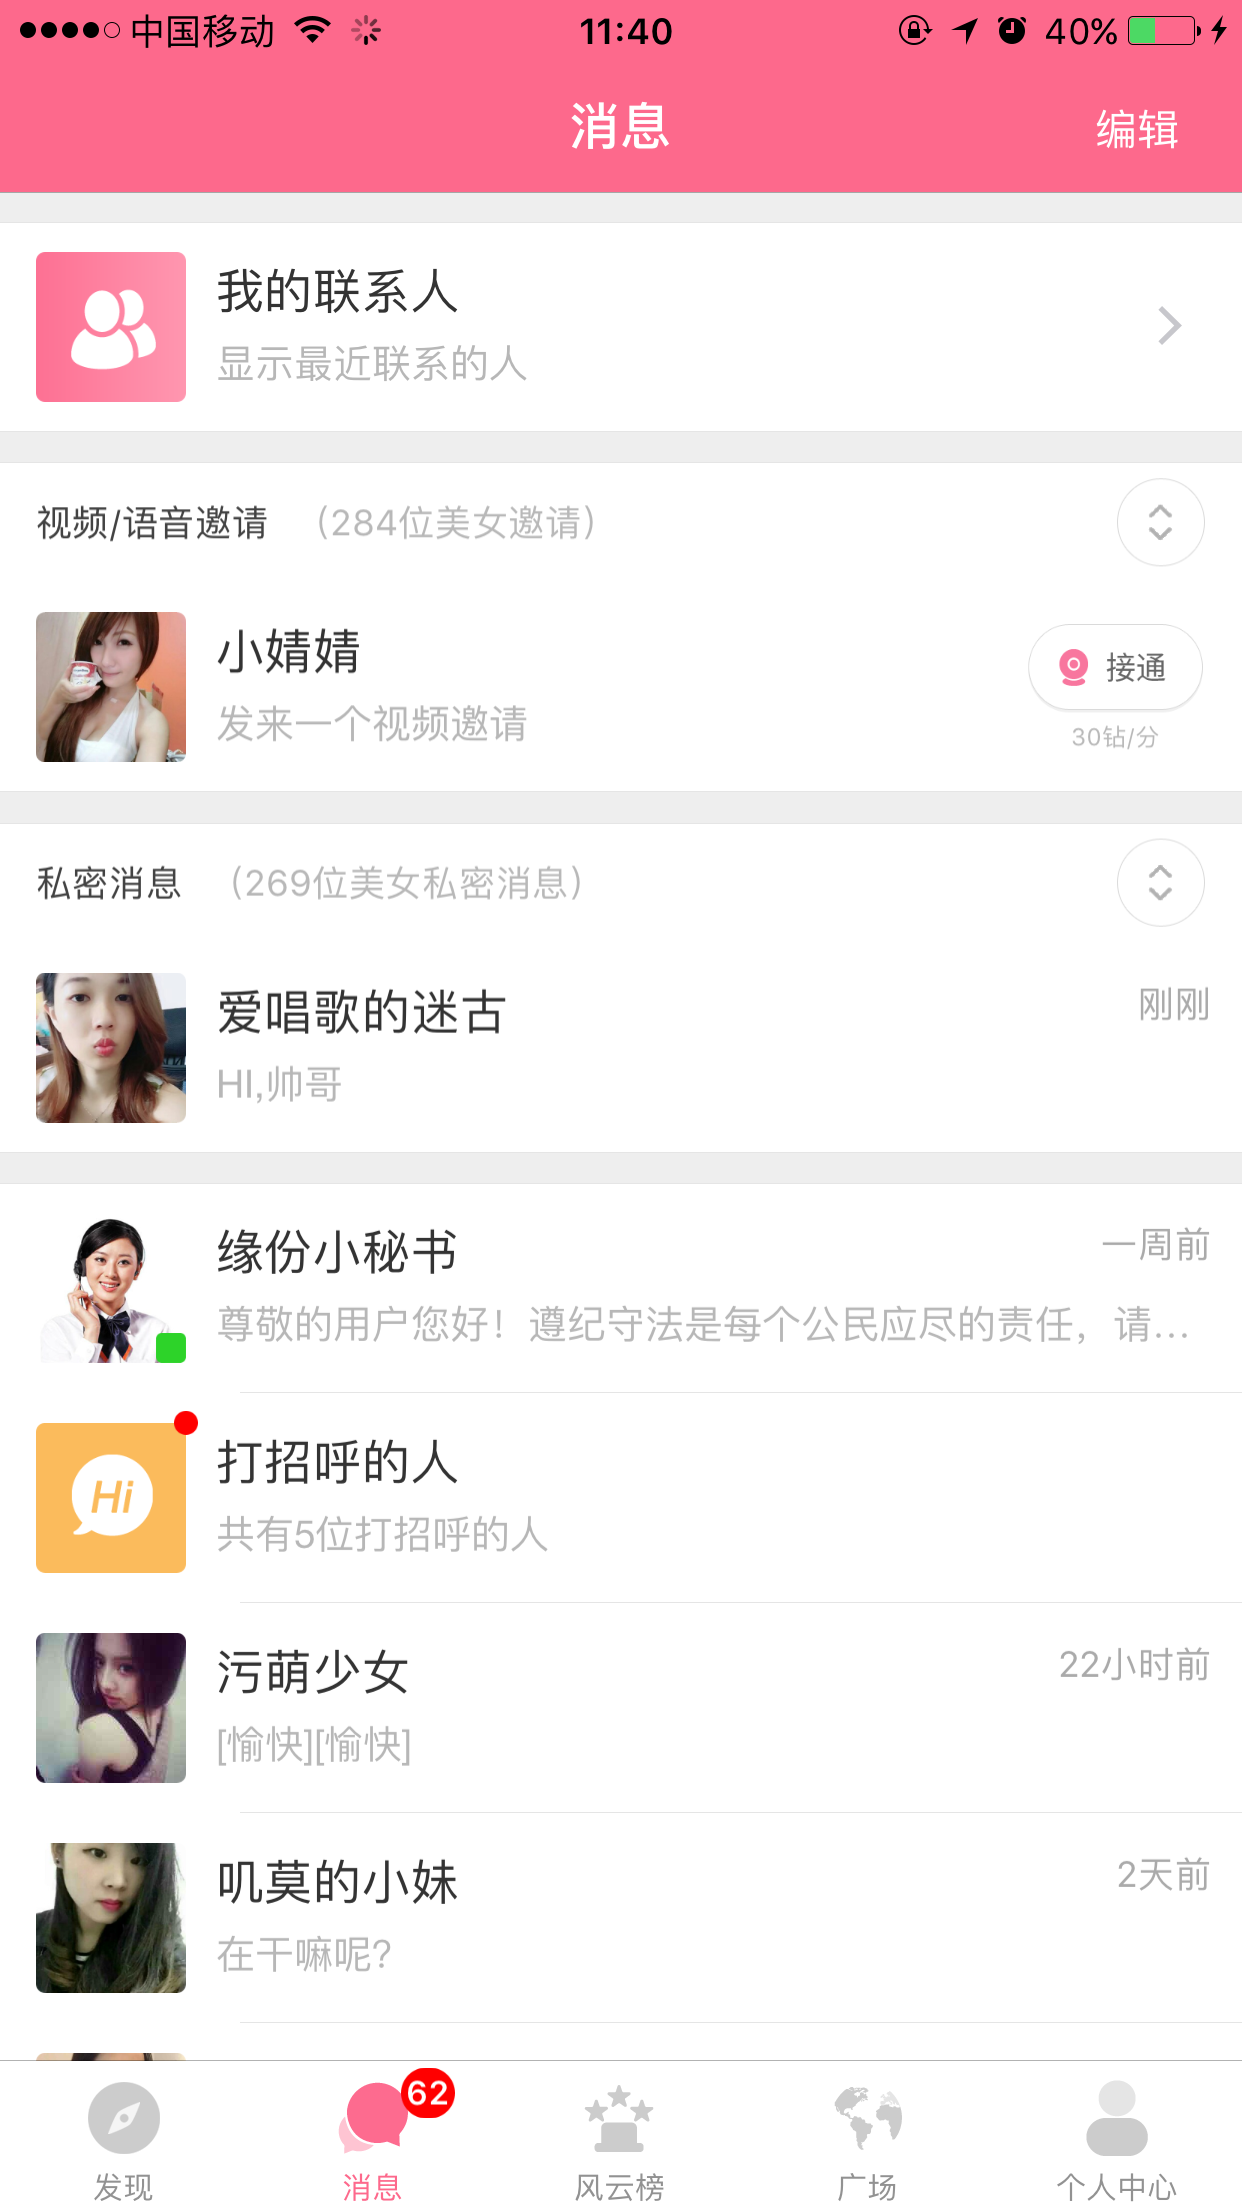 中国移动 11:40 40%
消息
编辑
我的联系人
显示最近联系的人
视频/语音邀请 （284位美女邀请）
小婧婧
发来一个视频邀请
接通
30钻/分
私密消息 （269位美女私密消息）
爱唱歌的迷古
刚刚
HI,帅哥
缘份小秘书
一周前
尊敬的用户您好！遵纪守法是每个公民应尽的责任，请...
Hi
打招呼的人
共有5位打招呼的人
污萌少女
22小时前
[愉快][愉快]
叽莫的小妹
2天前
在干嘛呢?
62
发现 消息 风云榜 广场 个人中心